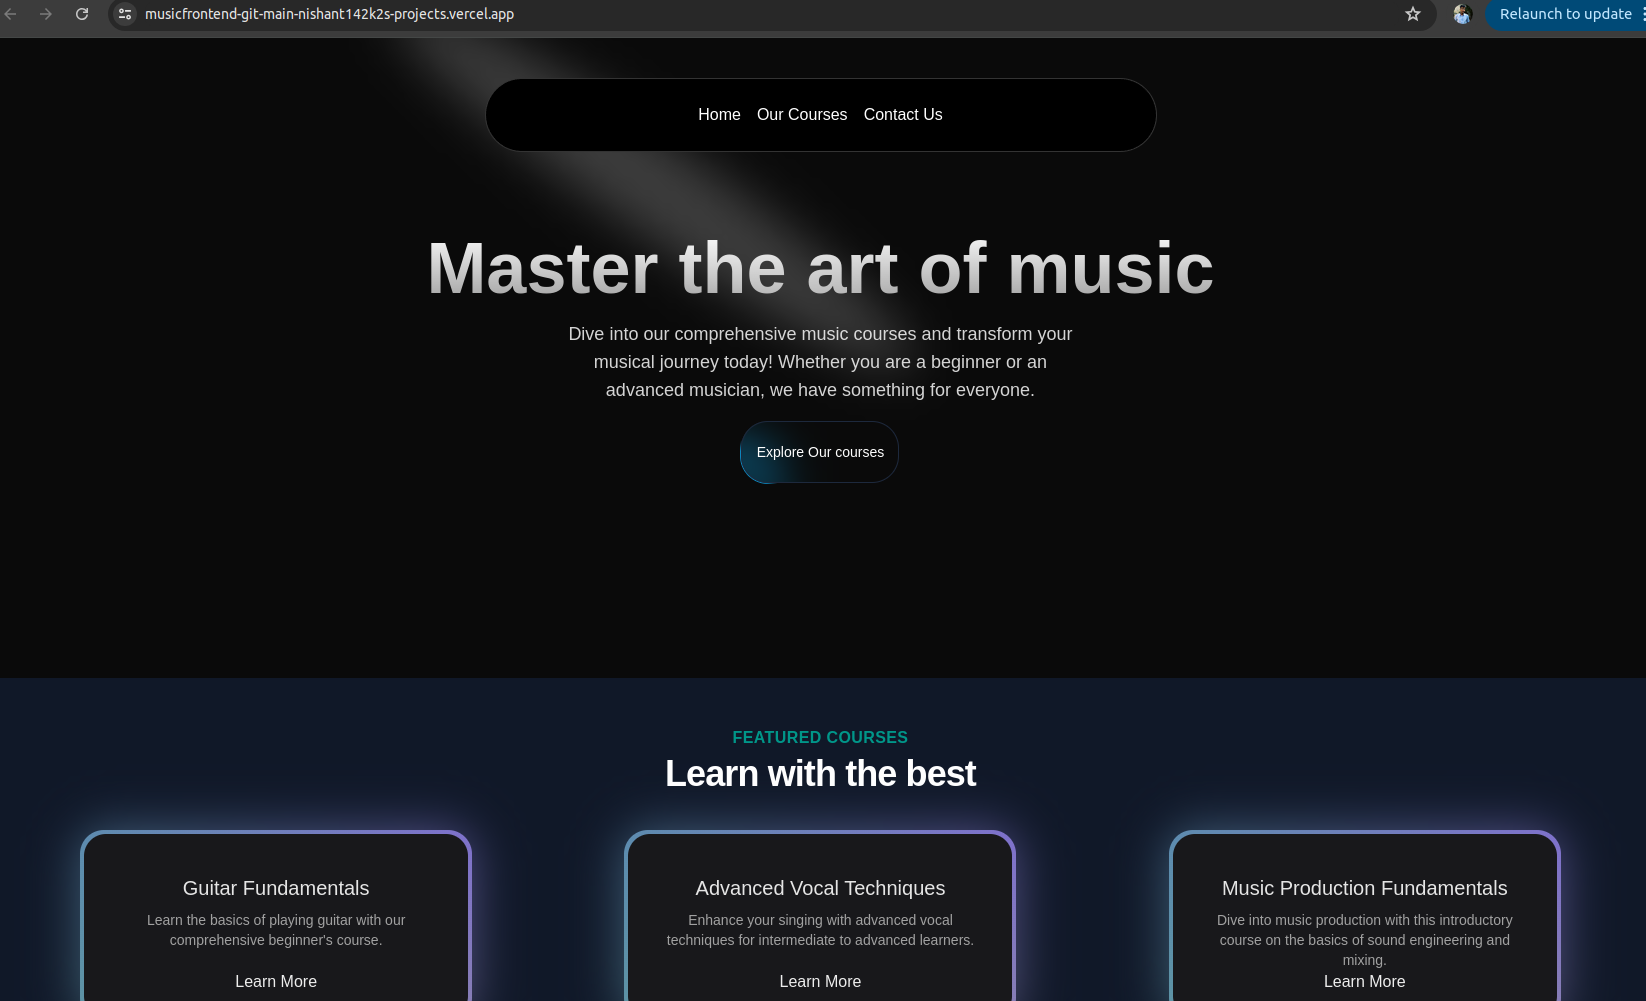 musicfrontend-git-main-nishant142k2s-projects.vercel.app
Relaunch to update
Home Our Courses Contact Us
Master the art of music
Dive into our comprehensive music courses and transform your
musical journey today! Whether you are a beginner or an
advanced musician, we have something for everyone.
Explore Our courses
FEATURED COURSES
Learn with the best
Guitar Fundamentals
Learn the basics of playing guitar with our
comprehensive beginner's course.
Learn More
Advanced Vocal Techniques
Enhance your singing with advanced vocal
techniques for intermediate to advanced learners.
Learn More
Music Production Fundamentals
Dive into music production with this introductory
course on the basics of sound engineering and
mixing.
Learn More